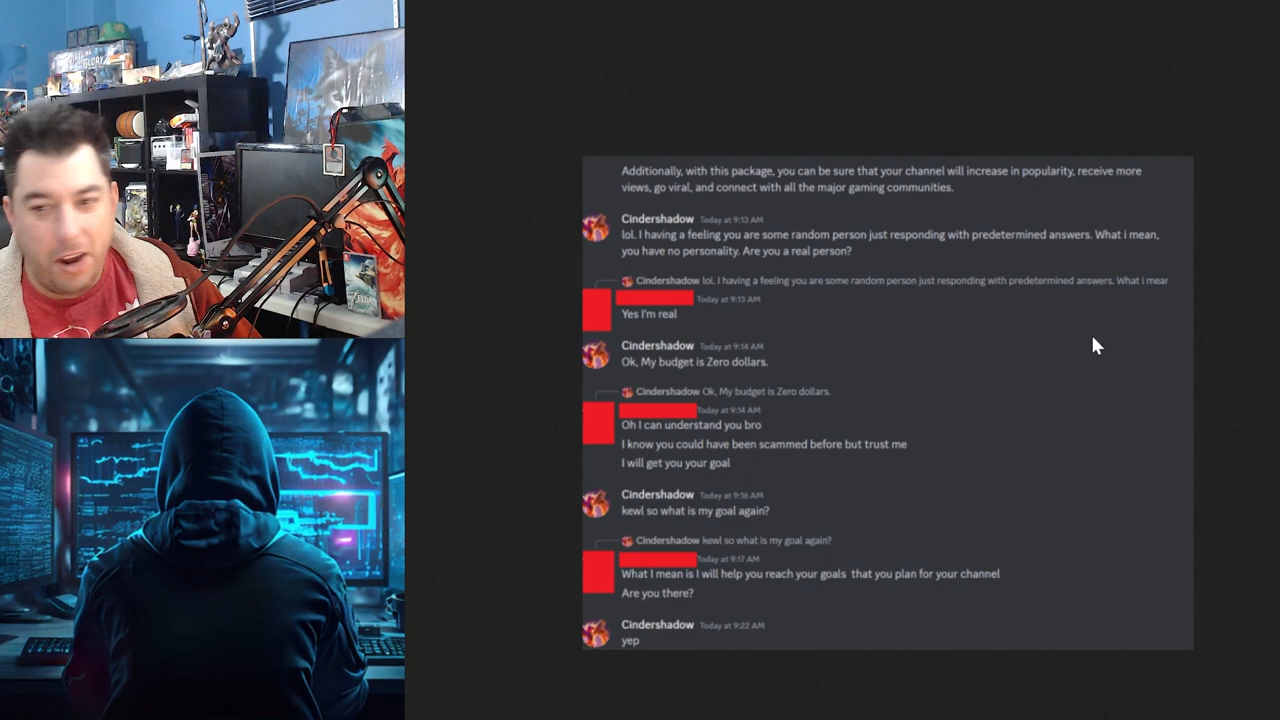 GLORY
ZELDA
Additionally, with this package, you can be sure that your channel will increase in popularity, receive more
views, go viral, and connect with all the major gaming communities.
Cindershadow Today at 9:13 AM
lol. I having a feeling you are some random person just responding with predetermined answers. What i mean,
you have no personality. Are you a real person?
Cindershadow lol. I having a feeling you are some random person just responding with predetermined answers. What i mean
Today at 9:13 AM
Yes I'm real
Cindershadow Today at 9:14 AM
Ok, My budget is Zero dollars.
Cindershadow Ok, My budget is Zero dollars.
Today at 9:14 AM
Oh I can understand you bro
I know you could have been scammed before but trust me
I will get you your goal
Cindershadow Today at 9:16 AM
kewl so what is my goal again?
Cindershadow kewl so what is my goal again?
Today at 9:17 AM
What I mean is I will help you reach your goals that you plan for your channel
Are you there?
Cindershadow Today at 9:22 AM
yep